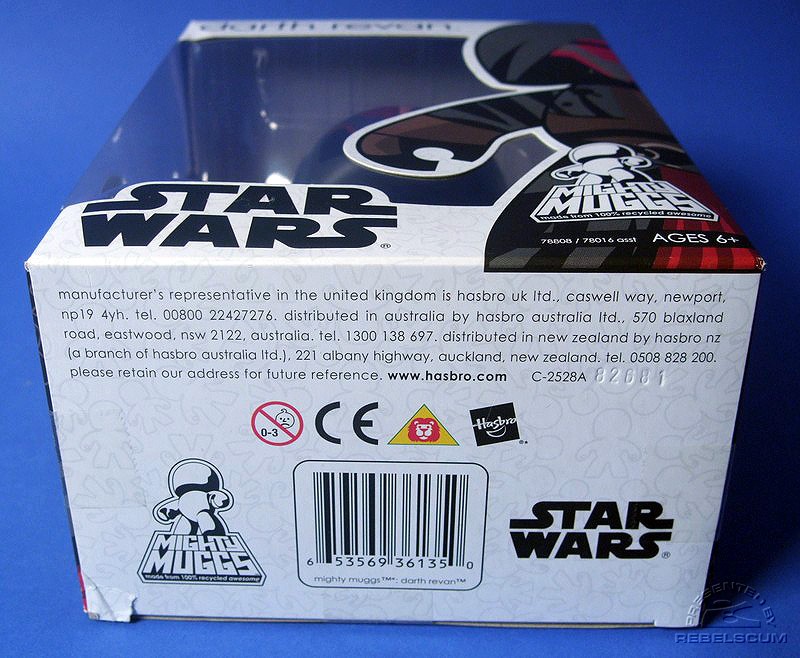 darth revan
STAR
WARS®
MIGHTY
MUGGS
made from 100% recycled awesome
78808 / 78016 asst AGES 6+
manufacturer's representative in the united kingdom is hasbro uk ltd., caswell way, newport,
np19 4yh. tel. 00800 22427276. distributed in australia by hasbro australia ltd., 570 blaxland
road, eastwood, nsw 2122, australia. tel. 1300 138 697. distributed in new zealand by hasbro nz
(a branch of hasbro australia ltd.), 221 albany highway, auckland, new zealand. tel. 0508 828 200.
please retain our address for future reference. www.hasbro.com C-2528A 82681
0-3 CE Hasbro®.
MIGHTY
MUGGS
made from 100% recycled awesome
6 53569 36135 0
mighty muggs™: darth revan™
STAR
WARS®
PRESENTED BY
REBELSCUM